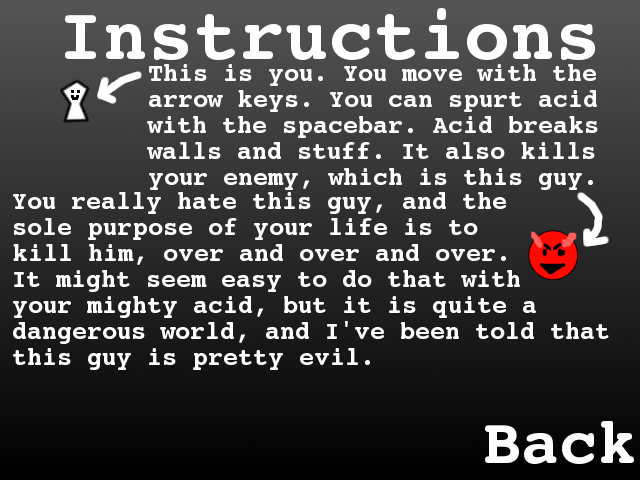 Instructions
This is you. You move with the
arrow keys. You can spurt acid
with the spacebar. Acid breaks
walls and stuff. It also kills
your enemy, which is this guy.
You really hate this guy, and the
sole purpose of your life is to
kill him, over and over and over.
It might seem easy to do that with
your mighty acid, but it is quite a
dangerous world, and I've been told that
this guy is pretty evil.
Back